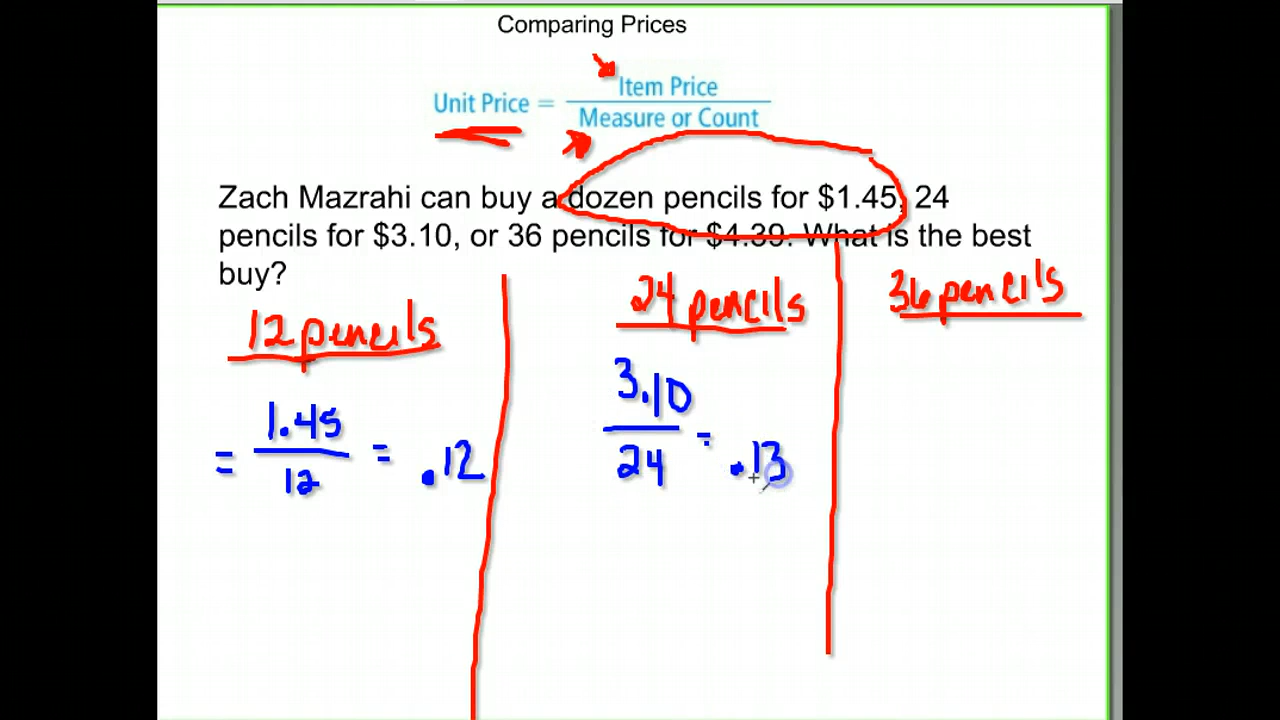 Comparing Prices
Unit Price = Item Price
Measure or Count
Zach Mazrahi can buy a dozen pencils for $1.45, 24
pencils for $3.10, or 36 pencils for $4.39. What is the best
buy?
12 pencils
= 1.45
12
= .12
24 pencils
3.10
24
= .13
36 pencils